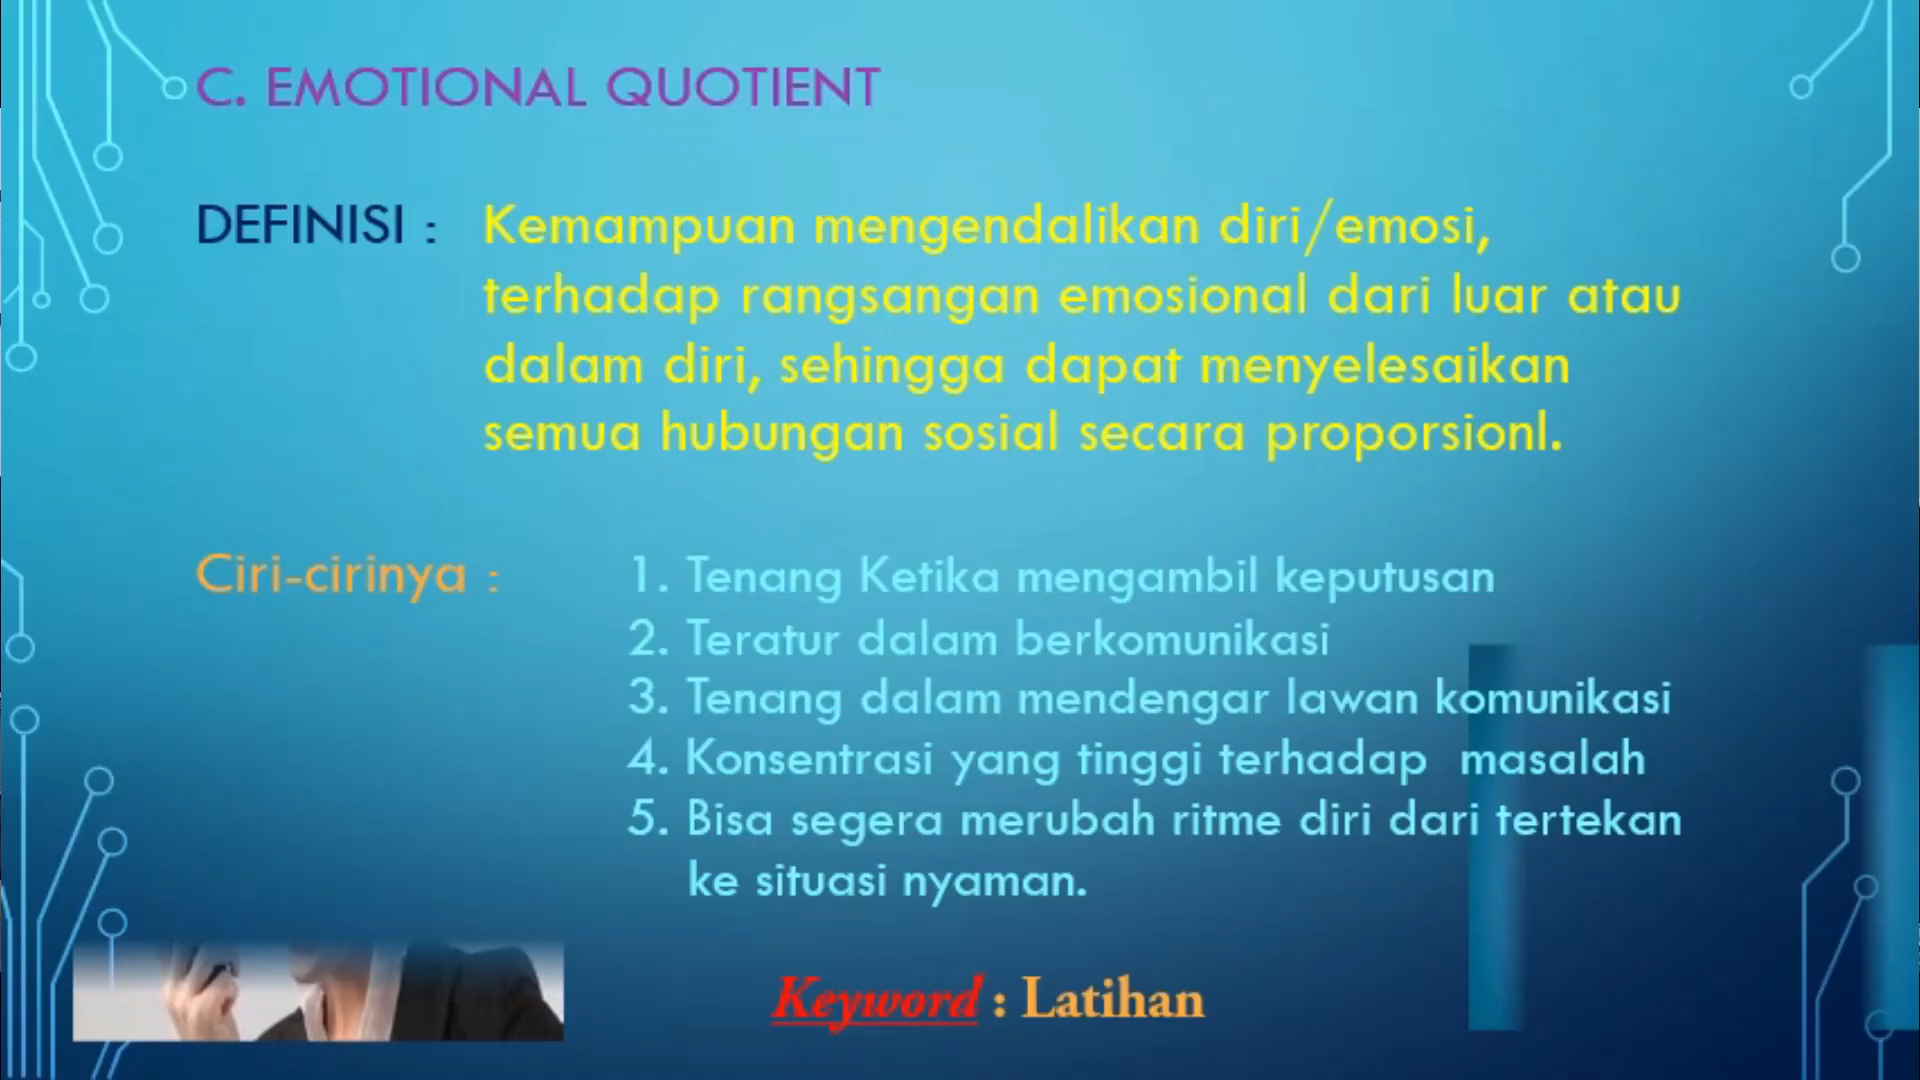 C. EMOTIONAL QUOTIENT
DEFINISI : Kemampuan mengendalikan diri/emosi,
terhadap rangsangan emosional dari luar atau
dalam diri, sehingga dapat menyelesaikan
semua hubungan sosial secara proporsionl.
Ciri-cirinya : 1. Tenang Ketika mengambil keputusan
2. Teratur dalam berkomunikasi
3. Tenang dalam mendengar lawan komunikasi
4. Konsentrasi yang tinggi terhadap masalah
5. Bisa segera merubah ritme diri dari tertekan
ke situasi nyaman.
Keyword : Latihan